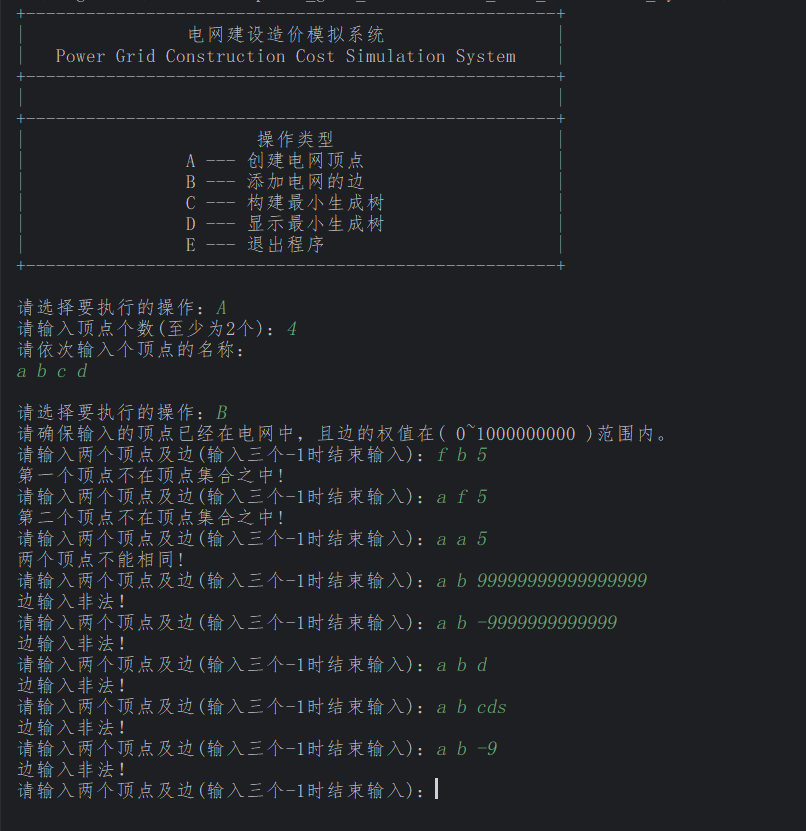 电网建设造价模拟系统
Power Grid Construction Cost Simulation System
操作类型
A --- 创建电网顶点
B --- 添加电网的边
C --- 构建最小生成树
D --- 显示最小生成树
E --- 退出程序
请选择要执行的操作：A
请输入顶点个数(至少为2个)：4
请依次输入个顶点的名称：
a b c d
请选择要执行的操作：B
请确保输入的顶点已经在电网中，且边的权值在( 0~1000000000 )范围内。
请输入两个顶点及边(输入三个-1时结束输入)：f b 5
第一个顶点不在顶点集合之中！
请输入两个顶点及边(输入三个-1时结束输入)：a f 5
第二个顶点不在顶点集合之中！
请输入两个顶点及边(输入三个-1时结束输入)：a a 5
两个顶点不能相同！
请输入两个顶点及边(输入三个-1时结束输入)：a b 99999999999999999
边输入非法！
请输入两个顶点及边(输入三个-1时结束输入)：a b -9999999999999
边输入非法！
请输入两个顶点及边(输入三个-1时结束输入)：a b d
边输入非法！
请输入两个顶点及边(输入三个-1时结束输入)：a b cds
边输入非法！
请输入两个顶点及边(输入三个-1时结束输入)：a b -9
边输入非法！
请输入两个顶点及边(输入三个-1时结束输入)：